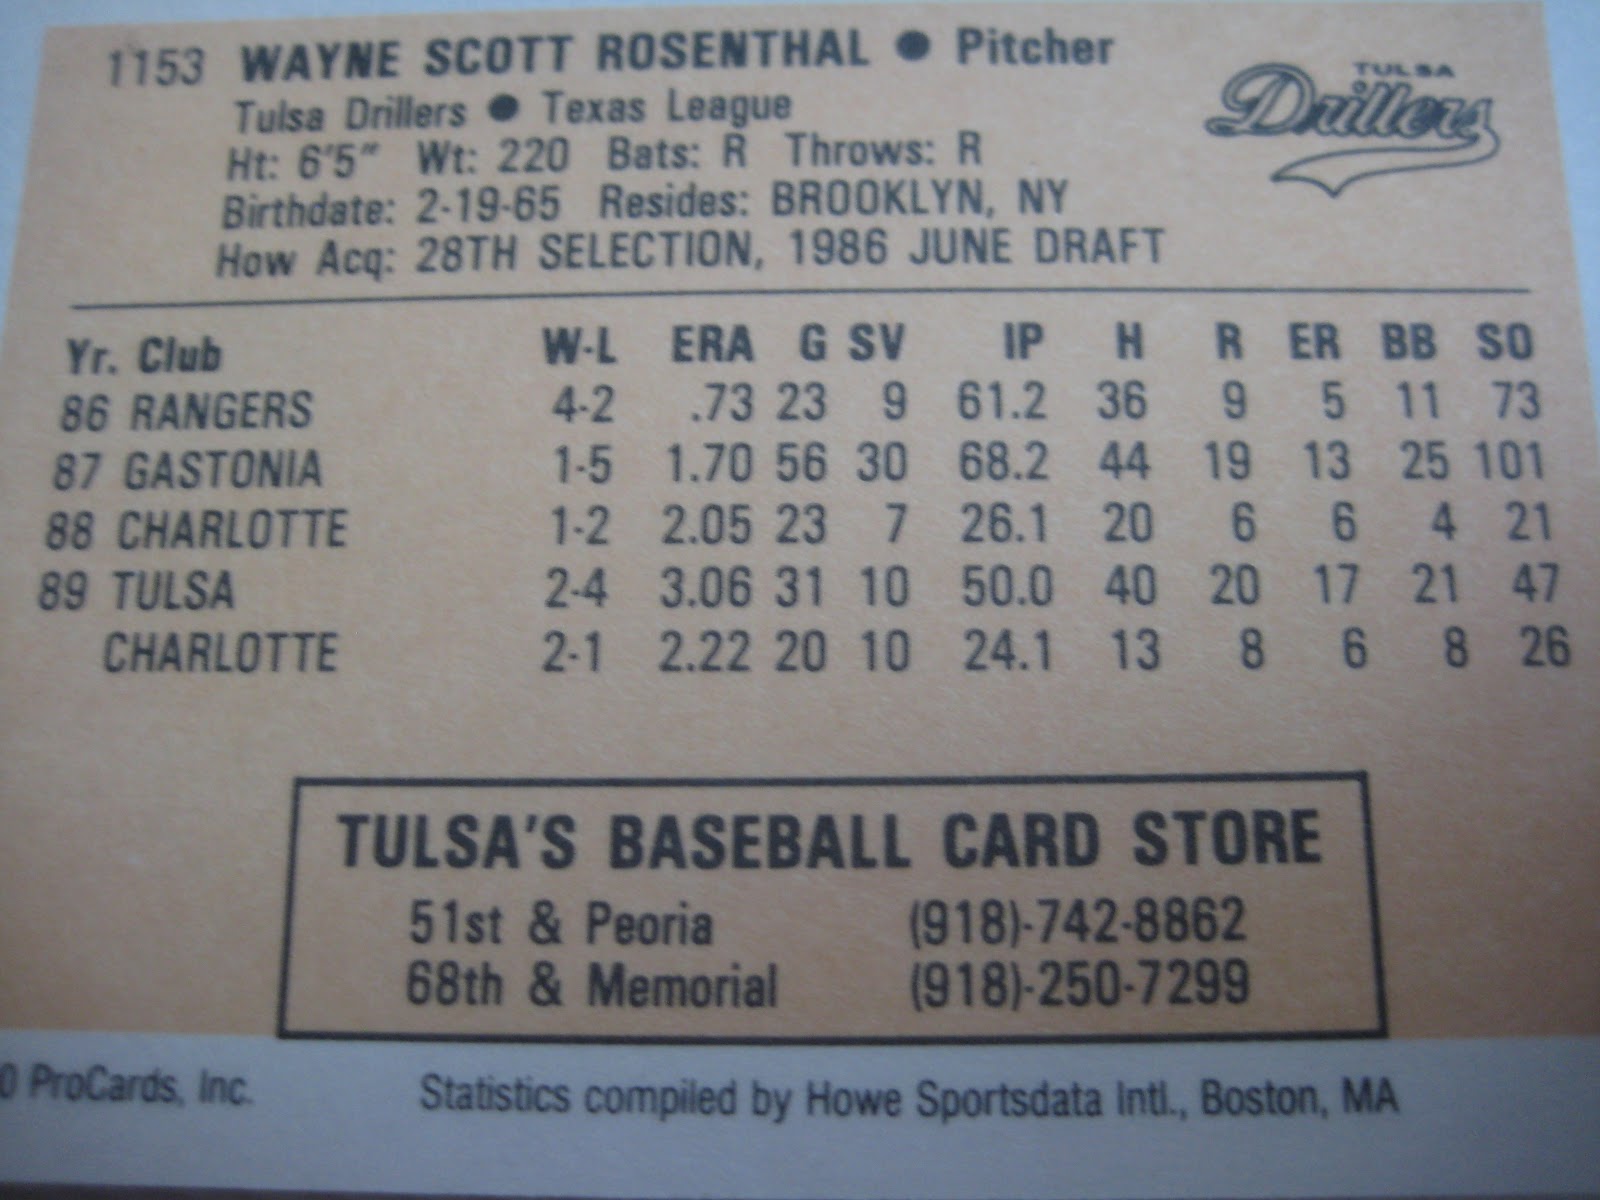 1153 WAYNE SCOTT ROSENTHAL ● Pitcher
TULSA
Drillers
Tulsa Drillers ● Texas League
Ht: 6'5" Wt: 220 Bats: R Throws: R
Birthdate: 2-19-65 Resides: BROOKLYN, NY
How Acq: 28TH SELECTION, 1986 JUNE DRAFT
Yr. Club W-L ERA G SV IP H R ER BB SO
86 RANGERS 4-2 .73 23 9 61.2 36 9 5 11 73
87 GASTONIA 1-5 1.70 56 30 68.2 44 19 13 25 101
88 CHARLOTTE 1-2 2.05 23 7 26.1 20 6 6 4 21
89 TULSA 2-4 3.06 31 10 50.0 40 20 17 21 47
CHARLOTTE 2-1 2.22 20 10 24.1 13 8 6 8 26
TULSA'S BASEBALL CARD STORE
51st & Peoria (918)-742-8862
68th & Memorial (918)-250-7299
0 ProCards, Inc. Statistics compiled by Howe Sportsdata Intl., Boston, MA